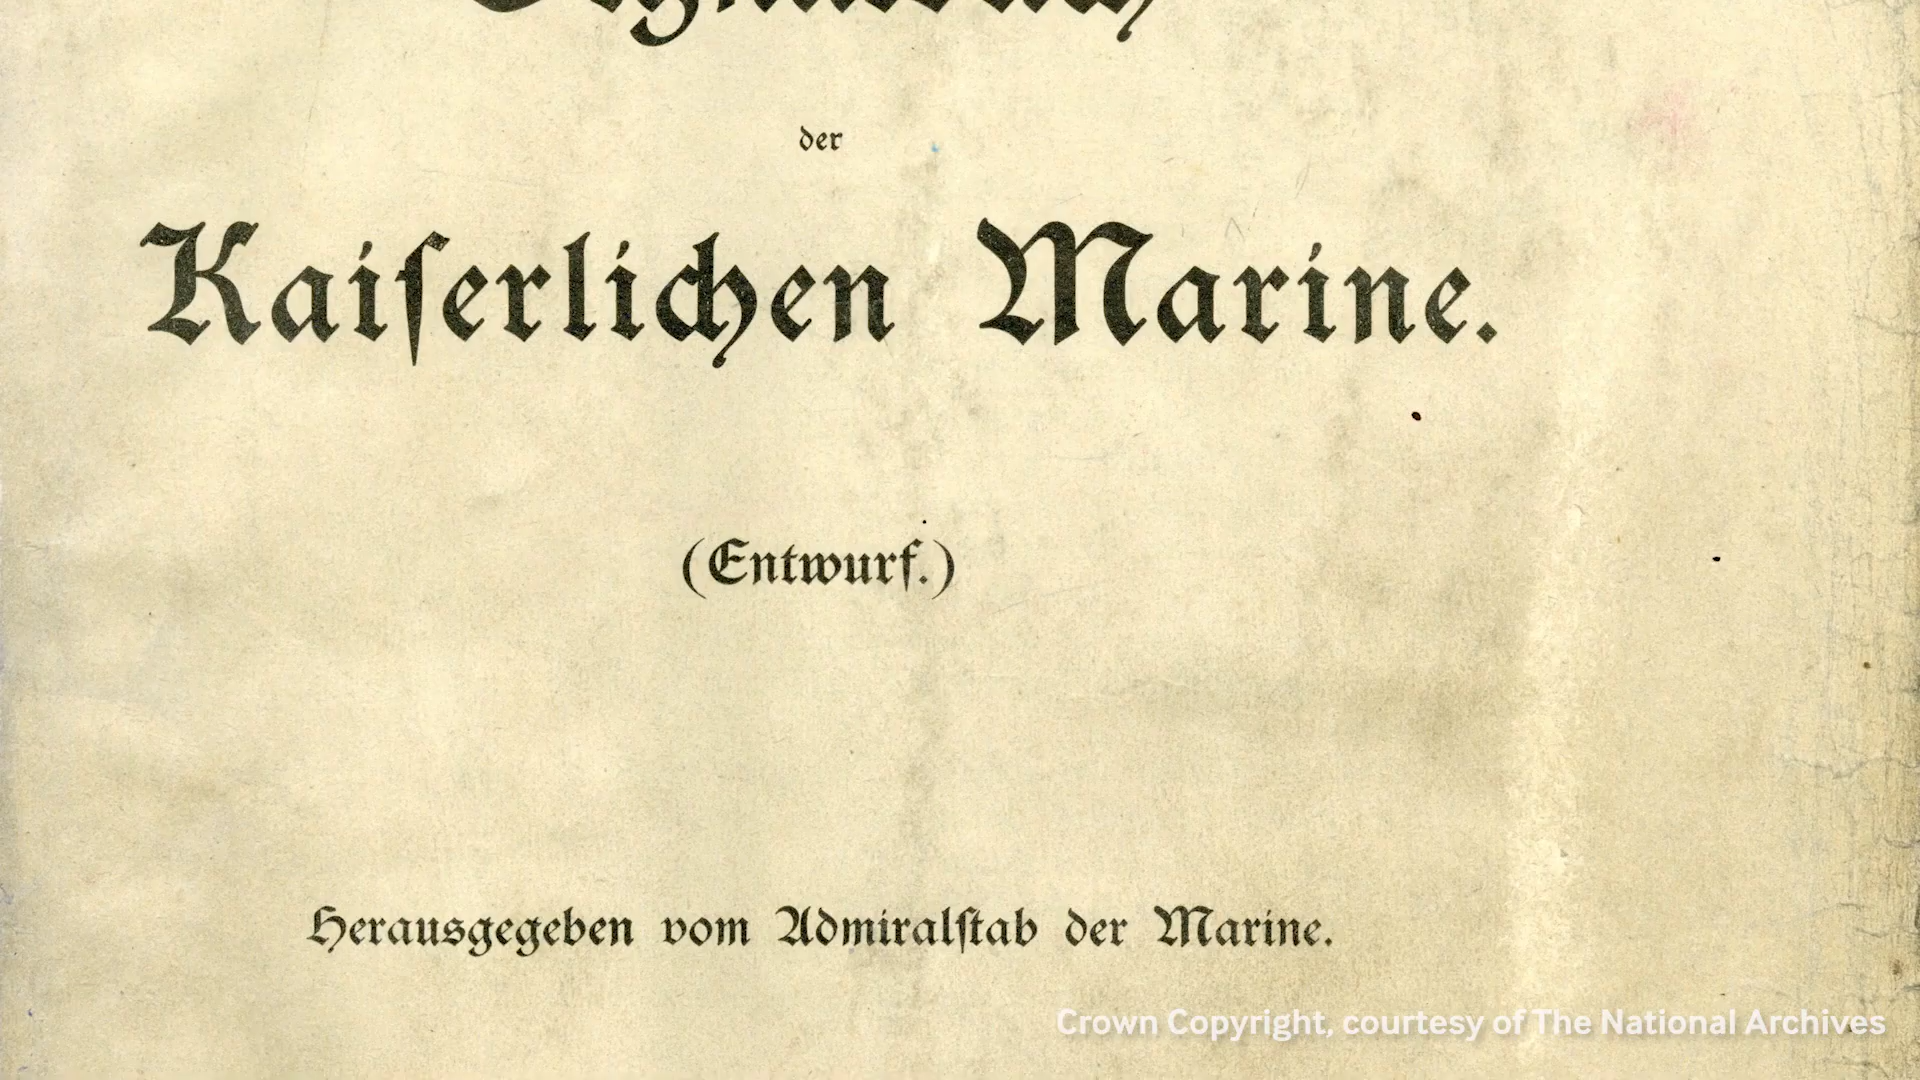 der
Kaiſerlichen Marine.
(Entwurf.)
Herausgegeben vom Admiralſtab der Marine.
Crown Copyright, courtesy of The National Archives